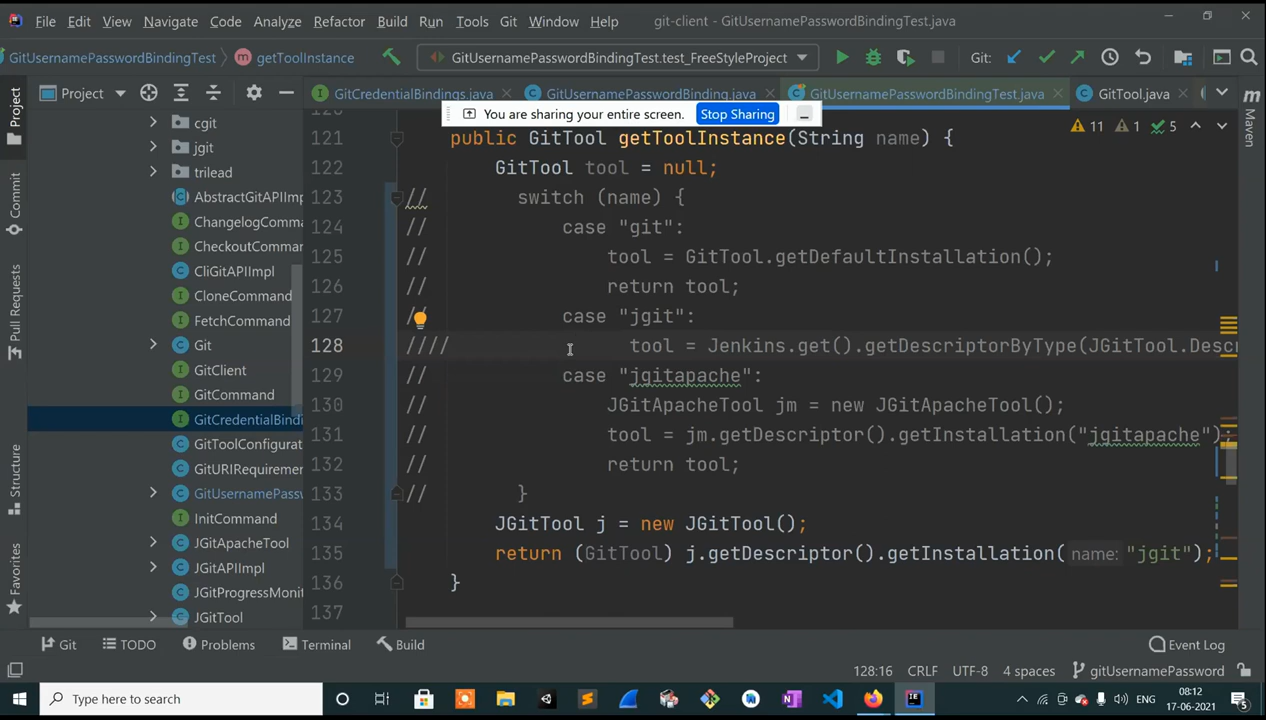 File Edit View Navigate Code Analyze Refactor Build Run Tools Git Window Help git-client - GitUsernamePasswordBindingTest.java
GitUsernamePasswordBindingTest getToolInstance GitUsernamePasswordBindingTest.test_FreeStyleProject Git:
Project GitCredentialBindings.java GitUsernamePasswordBinding.java GitUsernamePasswordBindingTest.java GitTool.java
You are sharing your entire screen. Stop Sharing
11 1 5
Project
Commit
Pull Requests
Structure
Favorites
Maven
cgit
jgit
trilead
AbstractGitAPIImp
ChangelogComma
CheckoutComman
CliGitAPIImpl
CloneCommand
FetchCommand
Git
GitClient
GitCommand
GitCredentialBindi
GitToolConfigurat
GitURIRequiremen
GitUsernamePassw
InitCommand
JGitApacheTool
JGitAPIImpl
JGitProgressMonit
JGitTool
121 public GitTool getToolInstance(String name) {
122 GitTool tool = null;
123 // switch (name) {
124 // case "git":
125 // tool = GitTool.getDefaultInstallation();
126 // return tool;
127 // case "jgit":
128 //// tool = Jenkins.get().getDescriptorByType(JGitTool.Descr
129 // case "jgitapache":
130 // JGitApacheTool jm = new JGitApacheTool();
131 // tool = jm.getDescriptor().getInstallation("jgitapache");
132 // return tool;
133 // }
134 JGitTool j = new JGitTool();
135 return (GitTool) j.getDescriptor().getInstallation( name: "jgit");
136 }
137
Git TODO Problems Terminal Build Event Log
128:16 CRLF UTF-8 4 spaces gitUsernamePassword
Type here to search ENG 08:12
17-06-2021 5